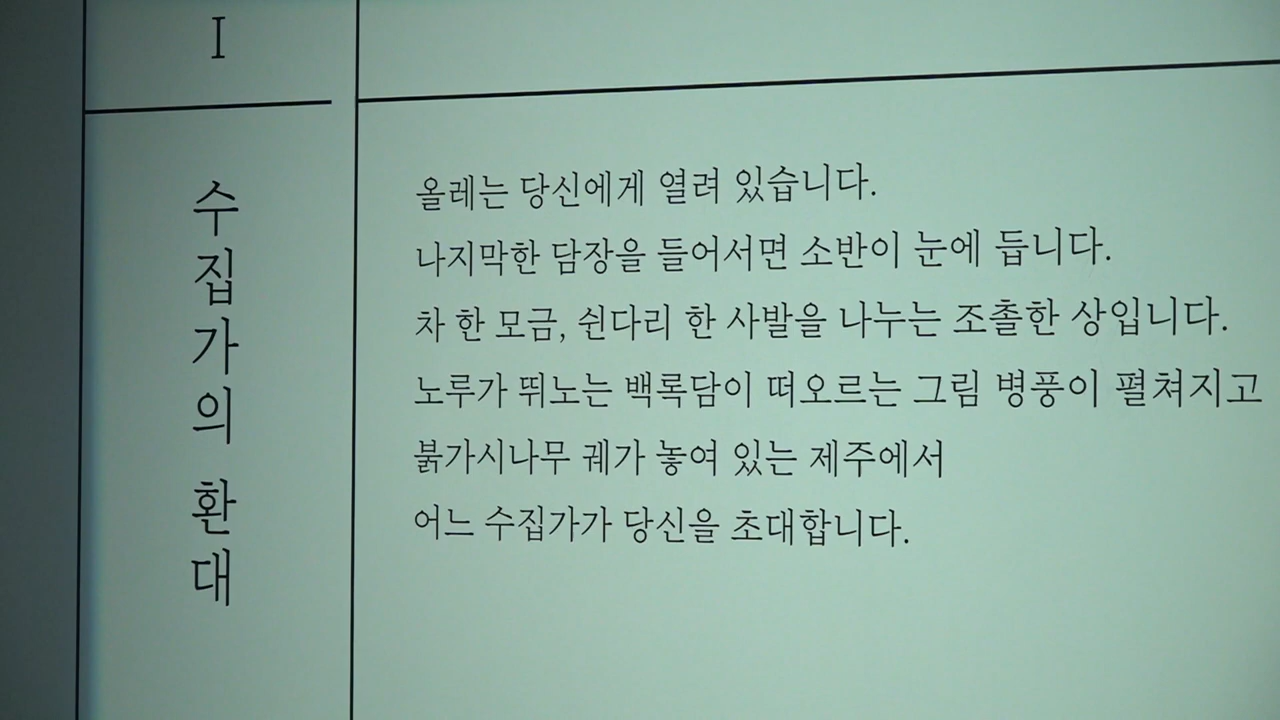 I
수집가의 환대
올레는 당신에게 열려 있습니다.
나지막한 담장을 들어서면 소반이 눈에 듭니다.
차 한 모금, 쉰다리 한 사발을 나누는 조촐한 상입니다.
노루가 뛰노는 백록담이 떠오르는 그림 병풍이 펼쳐지고
붉가시나무 궤가 놓여 있는 제주에서
어느 수집가가 당신을 초대합니다.